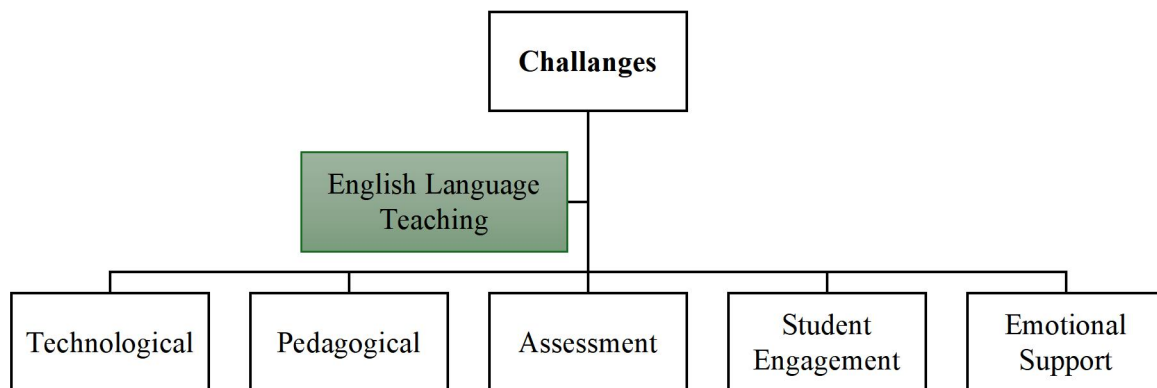 Challanges
English Language
Teaching
Technological
Pedagogical
Assessment
Student
Engagement
Emotional
Support